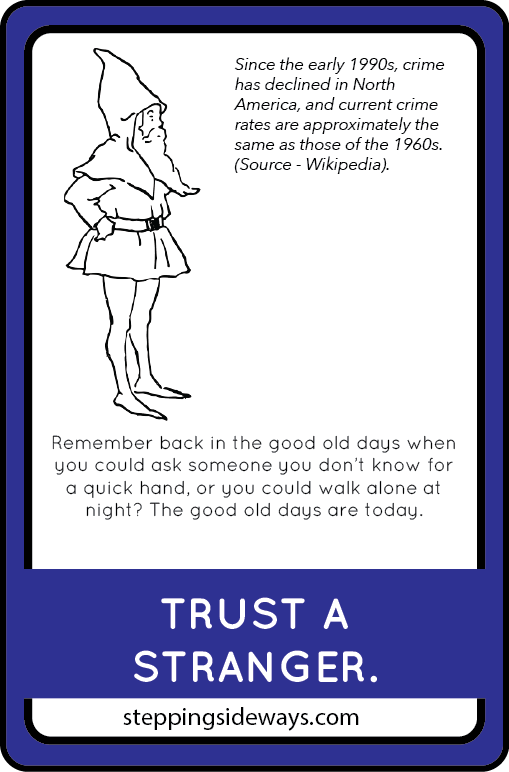 Since the early 1990s, crime
has declined in North
America, and current crime
rates are approximately the
same as those of the 1960s.
(Source - Wikipedia).
Remember back in the good old days when
you could ask someone you don't know for
a quick hand, or you could walk alone at
night? The good old days are today.
TRUST A
STRANGER.
steppingsideways.com